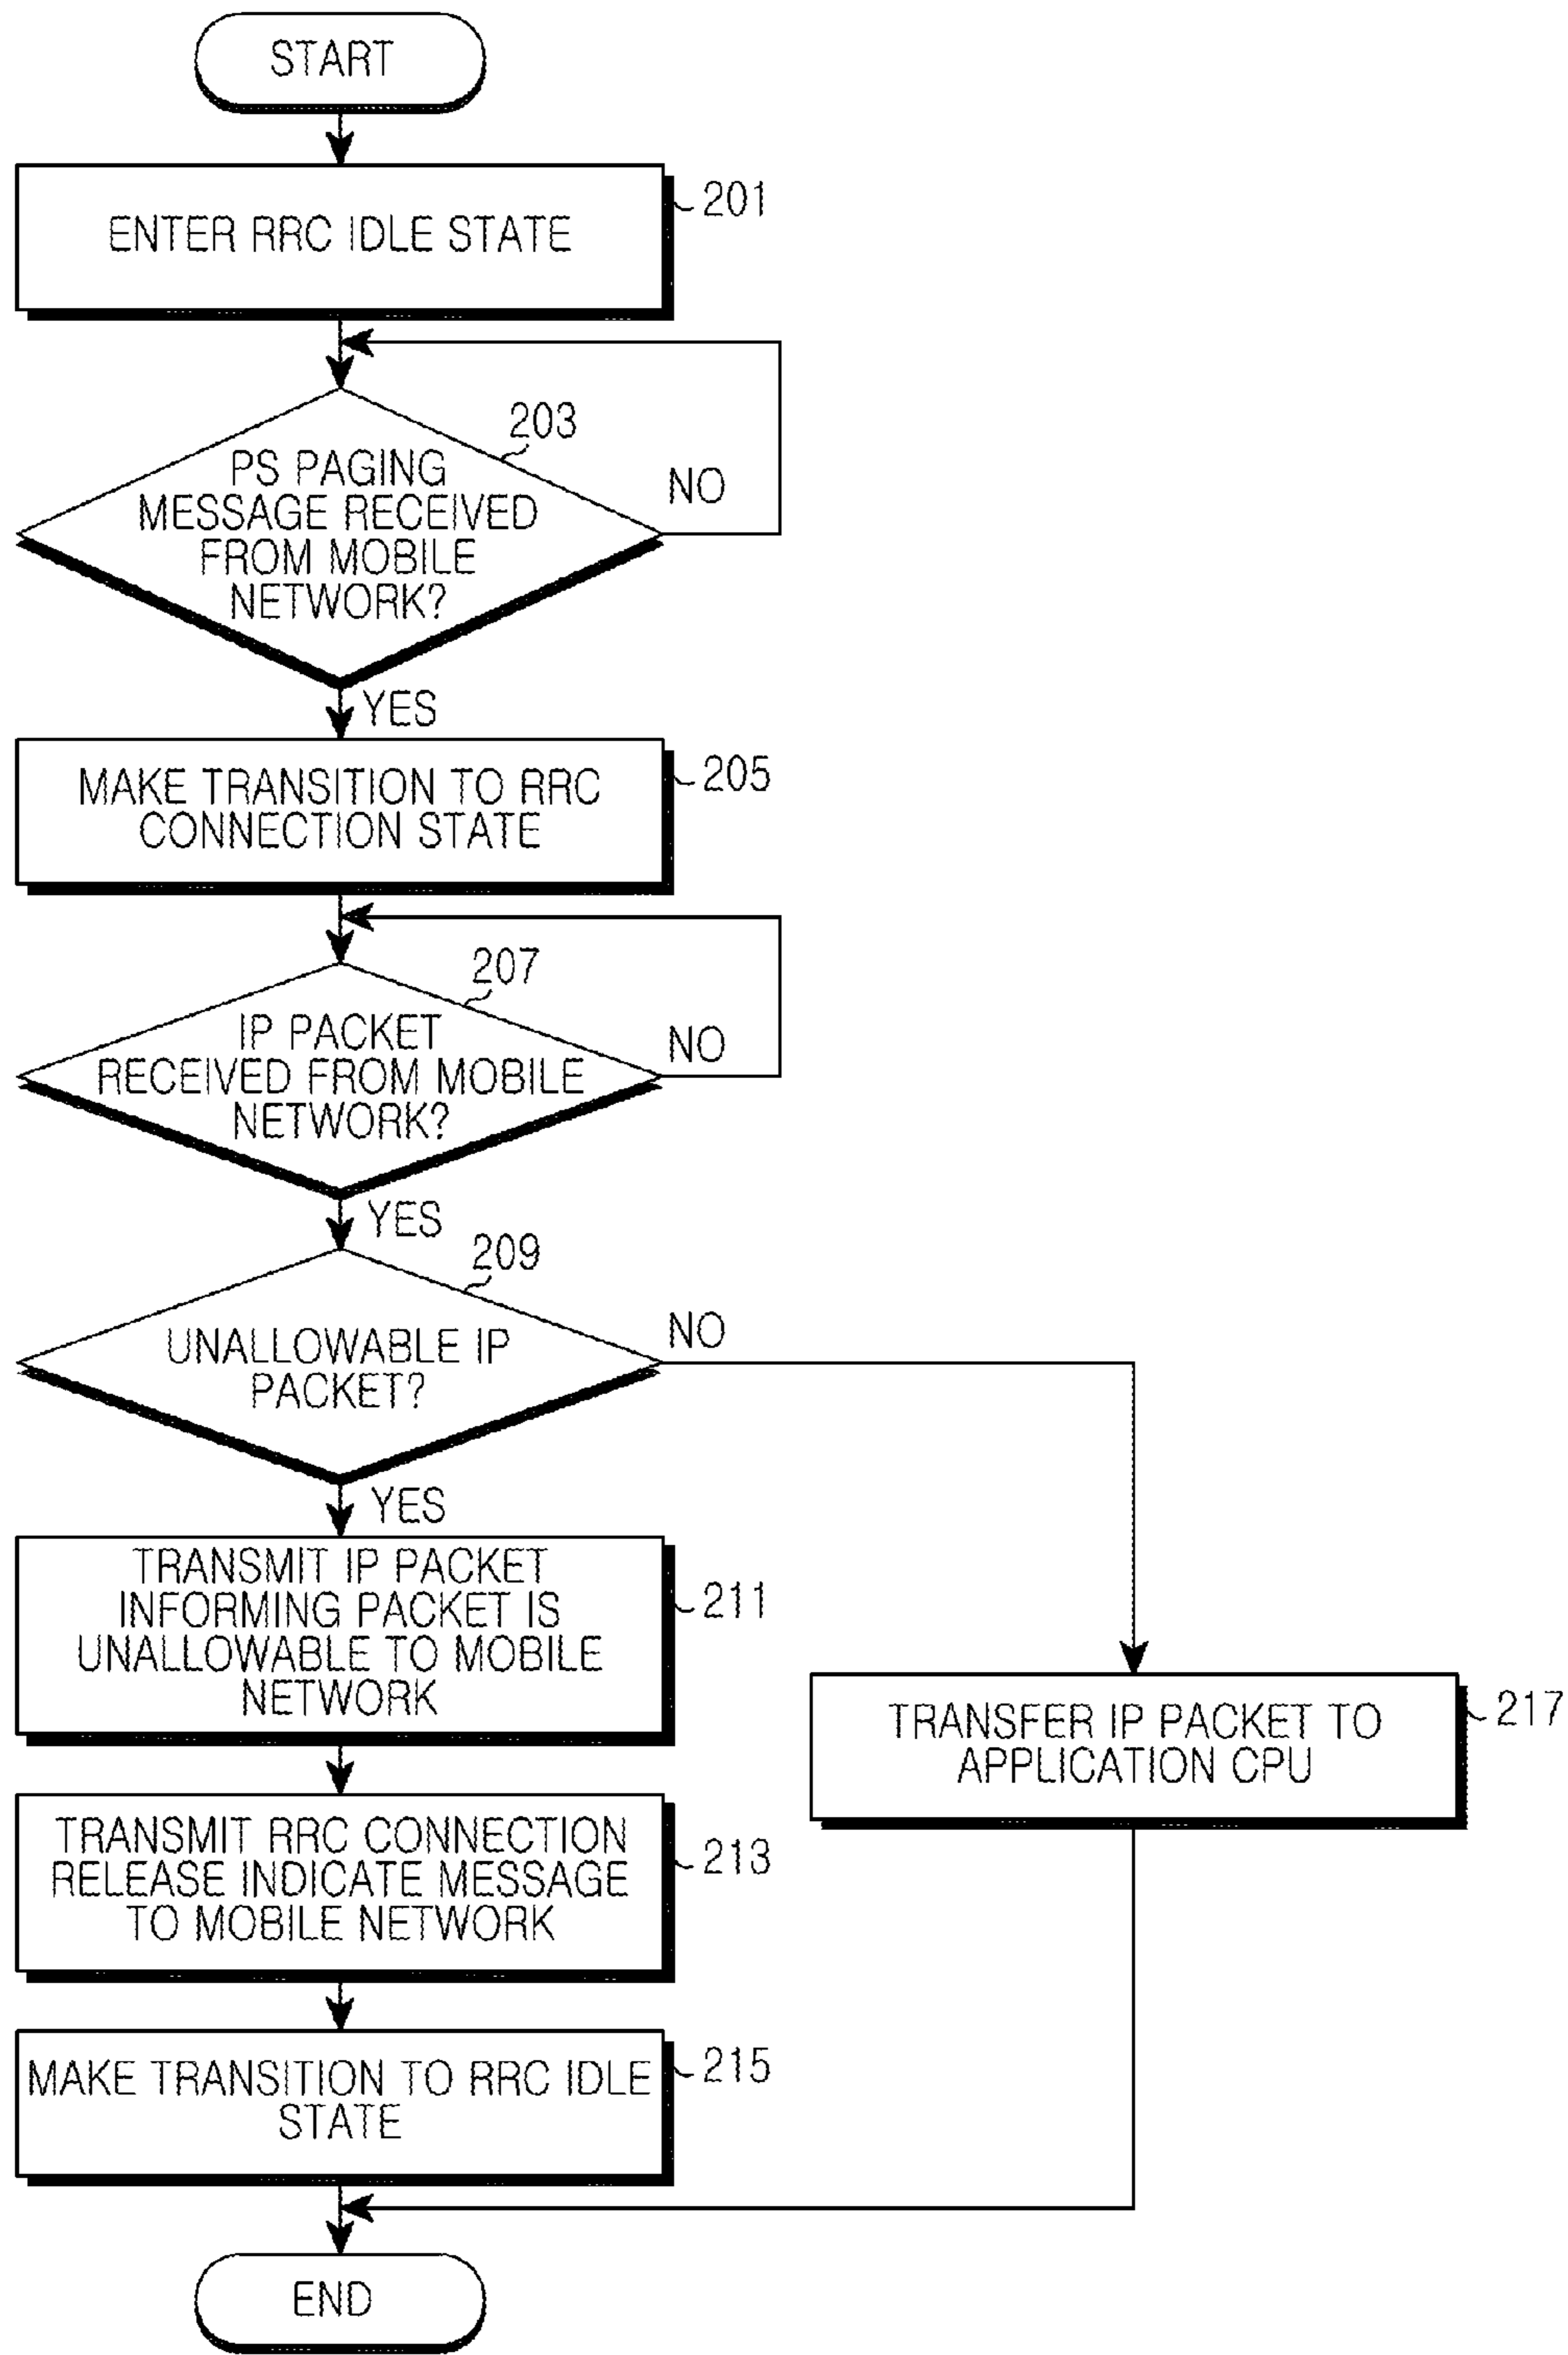 START
ENTER RRC IDLE STATE
201
203
PS PAGING
MESSAGE RECEIVED
FROM MOBILE
NETWORK?
NO
YES
MAKE TRANSITION TO RRC
CONNECTION STATE
205
207
IP PACKET
RECEIVED FROM MOBILE
NETWORK?
NO
YES
209
UNALLOWABLE IP
PACKET?
NO
YES
TRANSMIT IP PACKET
INFORMING PACKET IS
UNALLOWABLE TO MOBILE
NETWORK
211
TRANSFER IP PACKET TO
APPLICATION CPU
217
TRANSMIT RRC CONNECTION
RELEASE INDICATE MESSAGE
TO MOBILE NETWORK
213
MAKE TRANSITION TO RRC IDLE
STATE
215
END